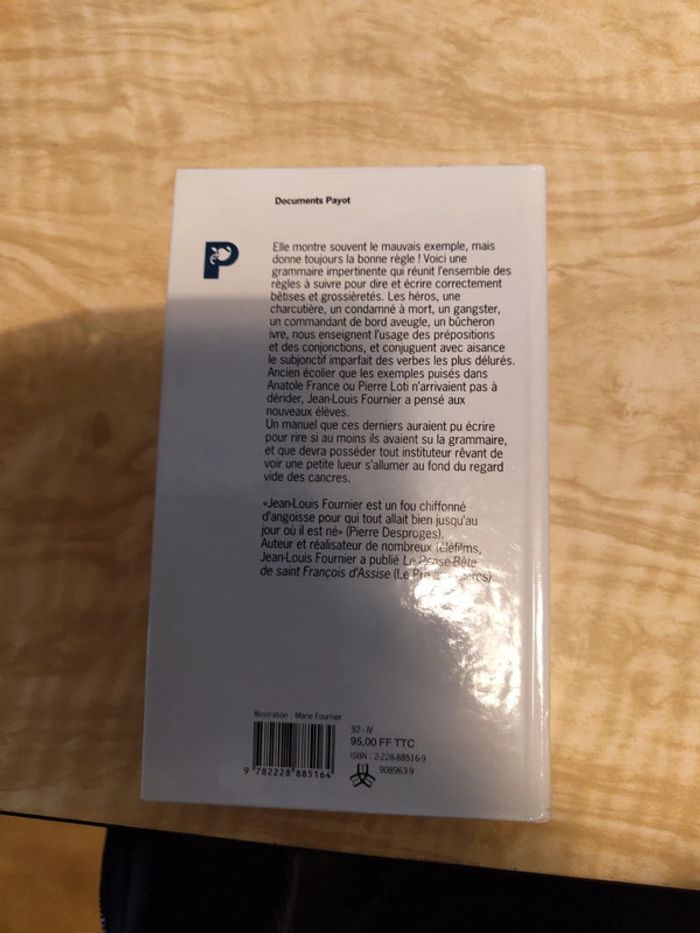 Documents Payot
P
Elle montre souvent le mauvais exemple, mais
donne toujours la bonne règle ! Voici une
grammaire impertinente qui réunit l'ensemble des
règles à suivre pour dire et écrire correctement
bêtises et grossièretés. Les héros, une
charcutière, un condamné à mort, un gangster,
un commandant de bord aveugle, un bûcheron
ivre, nous enseignent l'usage des prépositions
et des conjonctions, et conjuguent avec aisance
le subjonctif imparfait des verbes les plus délurés.
Ancien écolier que les exemples puisés dans
Anatole France ou Pierre Loti n'arrivaient pas à
dérider, Jean-Louis Fournier a pensé aux
nouveaux élèves.
Un manuel que ces derniers auraient pu écrire
pour rire si au moins ils avaient su la grammaire,
et que devra posséder tout instituteur rêvant de
voir une petite lueur s'allumer au fond du regard
vide des cancres.
«Jean-Louis Fournier est un fou chiffonné
d'angoisse pour qui tout allait bien jusqu'au
jour où il est né» (Pierre Desproges).
Auteur et réalisateur de nombreux téléfilms,
Jean-Louis Fournier a publié Le Pense-Bête
de saint François d'Assise (Le
Illustration : Marie Fournier
92 - IV
95,00 FF TTC
ISBN : 2-228-88516-9
9 782228 885164
908963-9